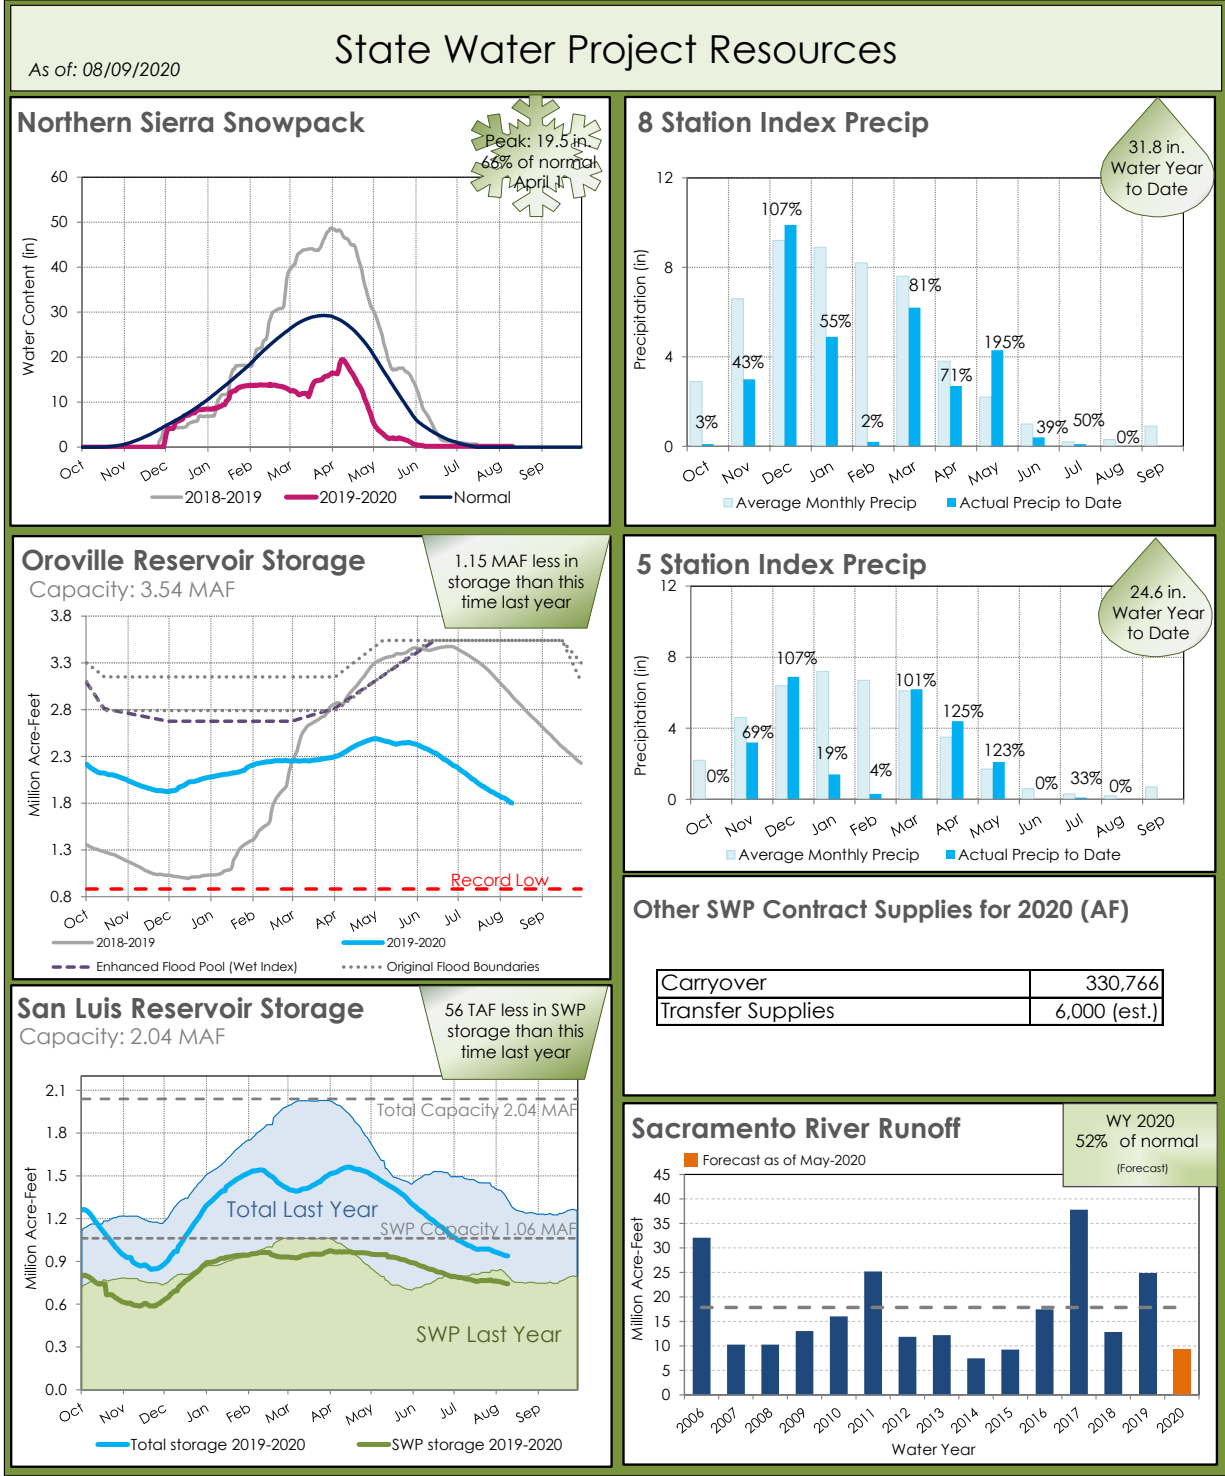 State Water Project Resources
As of: 08/09/2020
Northern Sierra Snowpack
Peak: 19.5 in.
66% of normal
April 1
Water Content (in)
60
50
40
30
20
10
0
Oct Nov Dec Jan Feb Mar Apr May Jun Jul Aug Sep
2018-2019 2019-2020 Normal
8 Station Index Precip
31.8 in.
Water Year
to Date
Precipitation (in)
12
8
4
0
3% 43% 107% 55% 2% 81% 71% 195% 39% 50% 0%
Oct Nov Dec Jan Feb Mar Apr May Jun Jul Aug Sep
Average Monthly Precip Actual Precip to Date
Oroville Reservoir Storage
Capacity: 3.54 MAF
1.15 MAF less in
storage than this
time last year
Million Acre-Feet
3.8
3.3
2.8
2.3
1.8
1.3
0.8
Record Low
Oct Nov Dec Jan Feb Mar Apr May Jun Jul Aug Sep
2018-2019 2019-2020
Enhanced Flood Pool (Wet Index) Original Flood Boundaries
5 Station Index Precip
24.6 in.
Water Year
to Date
Precipitation (in)
12
8
4
0
0% 69% 107% 19% 4% 101% 125% 123% 0% 33% 0%
Oct Nov Dec Jan Feb Mar Apr May Jun Jul Aug Sep
Average Monthly Precip Actual Precip to Date
Other SWP Contract Supplies for 2020 (AF)
Carryover 330,766
Transfer Supplies 6,000 (est.)
San Luis Reservoir Storage
Capacity: 2.04 MAF
56 TAF less in SWP
storage than this
time last year
Million Acre-Feet
2.1
1.8
1.5
1.2
0.9
0.6
0.3
0.0
Total Capacity 2.04 MAF
Total Last Year
SWP Capacity 1.06 MAF
SWP Last Year
Oct Nov Dec Jan Feb Mar Apr May Jun Jul Aug Sep
Total storage 2019-2020 SWP storage 2019-2020
Sacramento River Runoff
WY 2020
52% of normal
(Forecast)
Forecast as of May-2020
Million Acre-Feet
45
40
35
30
25
20
15
10
5
0
2006 2007 2008 2009 2010 2011 2012 2013 2014 2015 2016 2017 2018 2019 2020
Water Year